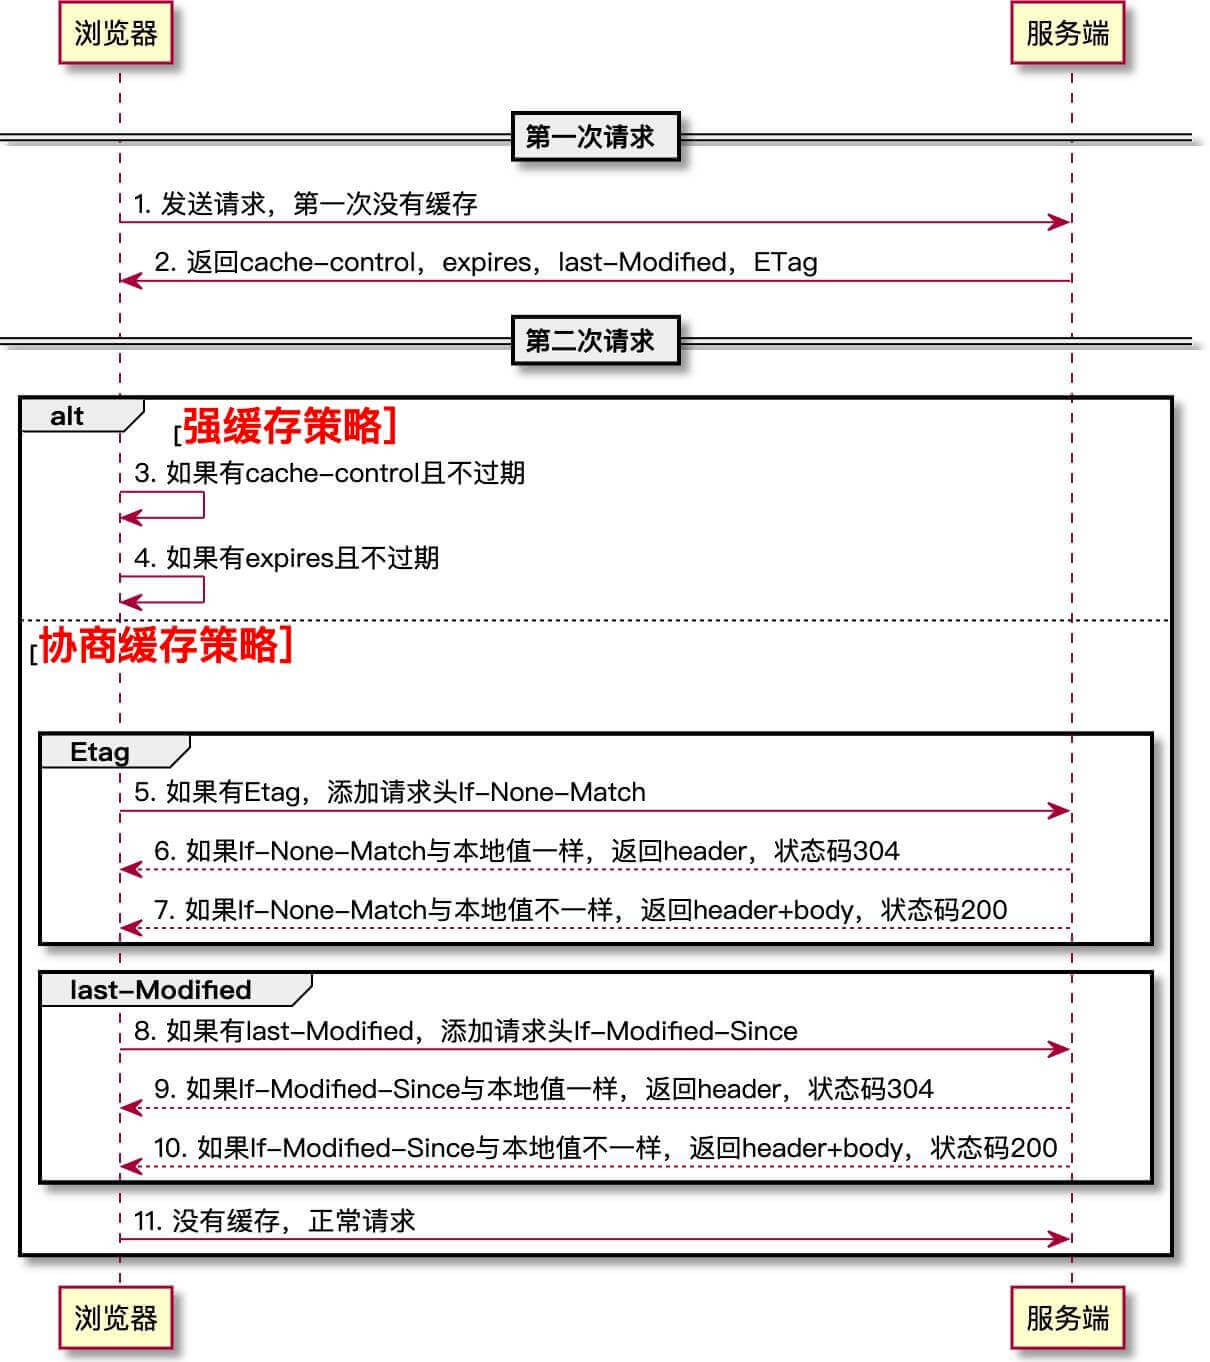 浏览器 服务端
第一次请求
1. 发送请求，第一次没有缓存
2. 返回cache-control，expires，last-Modified，ETag
第二次请求
alt [强缓存策略]
3. 如果有cache-control且不过期
4. 如果有expires且不过期
[协商缓存策略]
Etag
5. 如果有Etag，添加请求头If-None-Match
6. 如果If-None-Match与本地值一样，返回header，状态码304
7. 如果If-None-Match与本地值不一样，返回header+body，状态码200
last-Modified
8. 如果有last-Modified，添加请求头If-Modified-Since
9. 如果If-Modified-Since与本地值一样，返回header，状态码304
10. 如果If-Modified-Since与本地值不一样，返回header+body，状态码200
11. 没有缓存，正常请求
浏览器 服务端